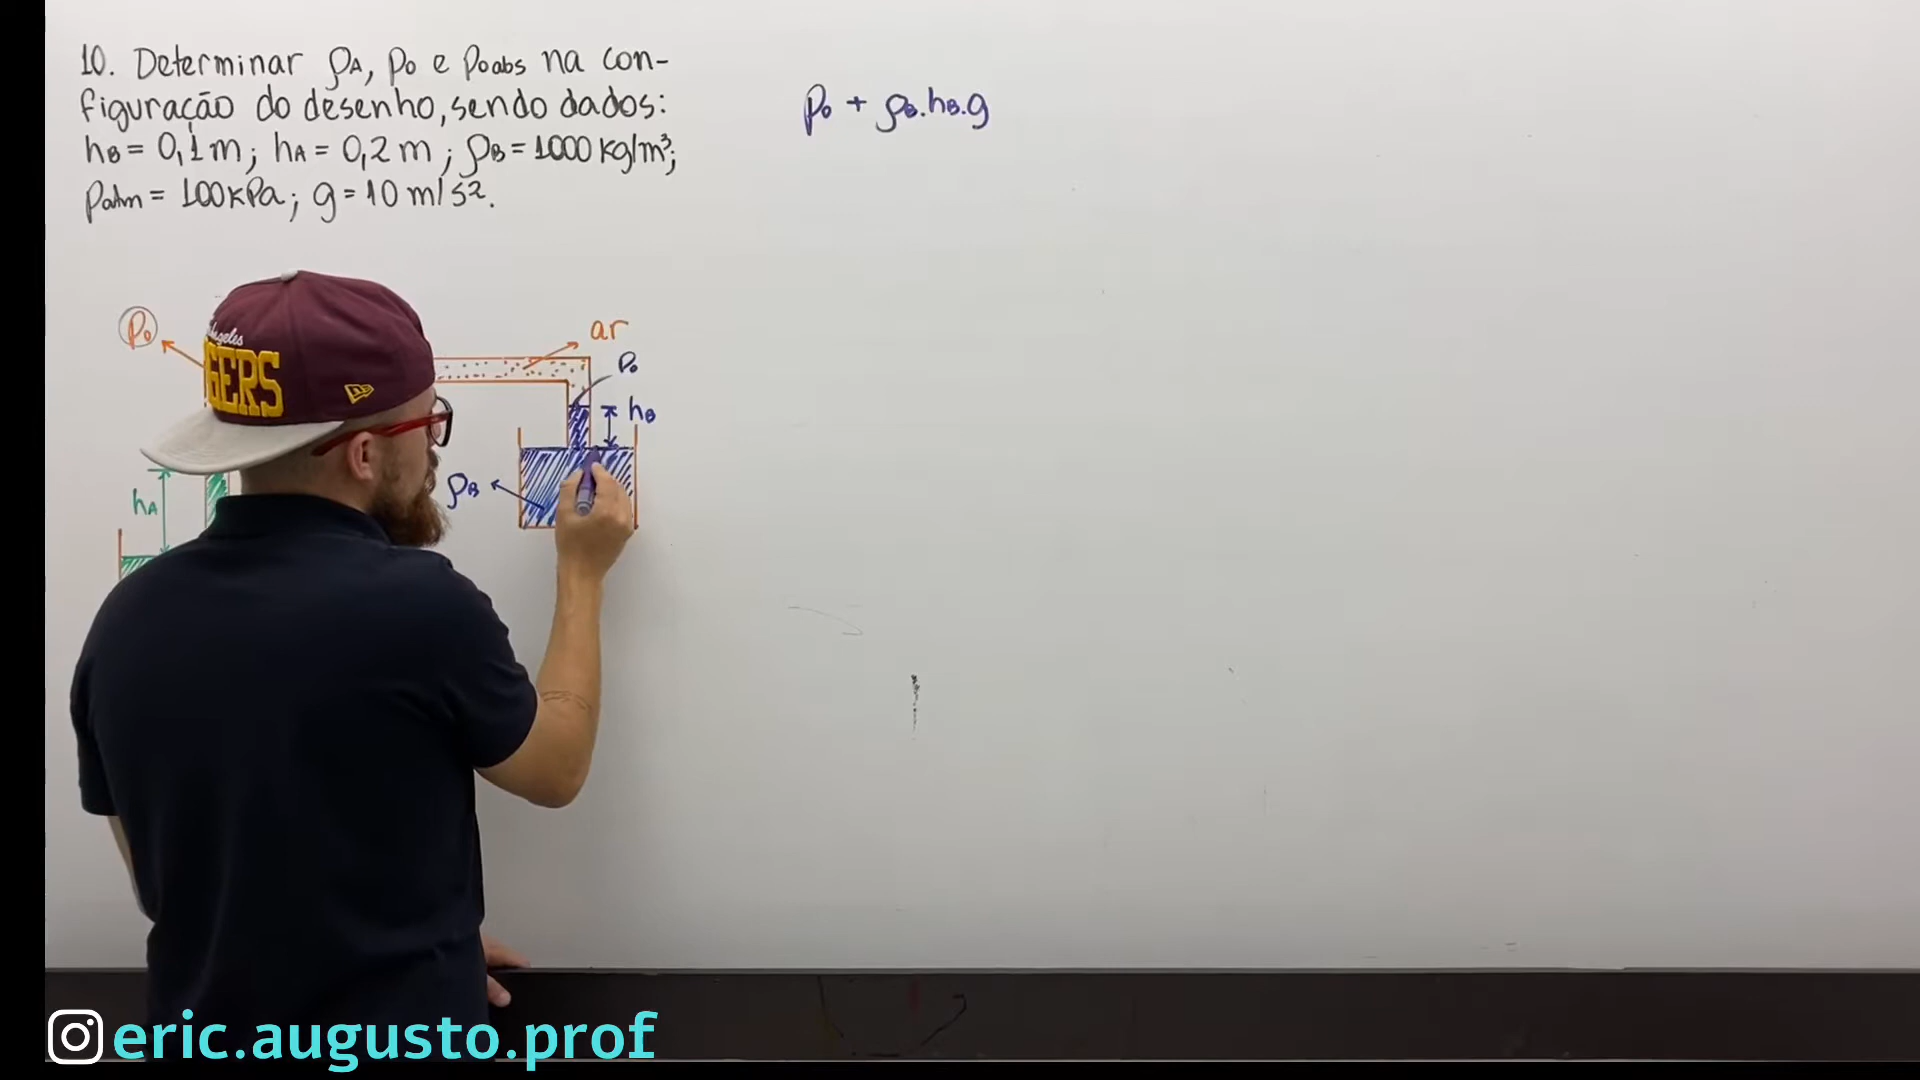 10. Determinar ρA, p0 e p0abs na con-
figuração do desenho, sendo dados:
hB = 0,1 m; hA = 0,2 m; ρB = 1000 kg/m³;
patm = 100 kPa; g = 10 m/s².
p0 + ρB.hB.g
p0
ar
p0
hB
ρB
hA
GERS
eric.augusto.prof